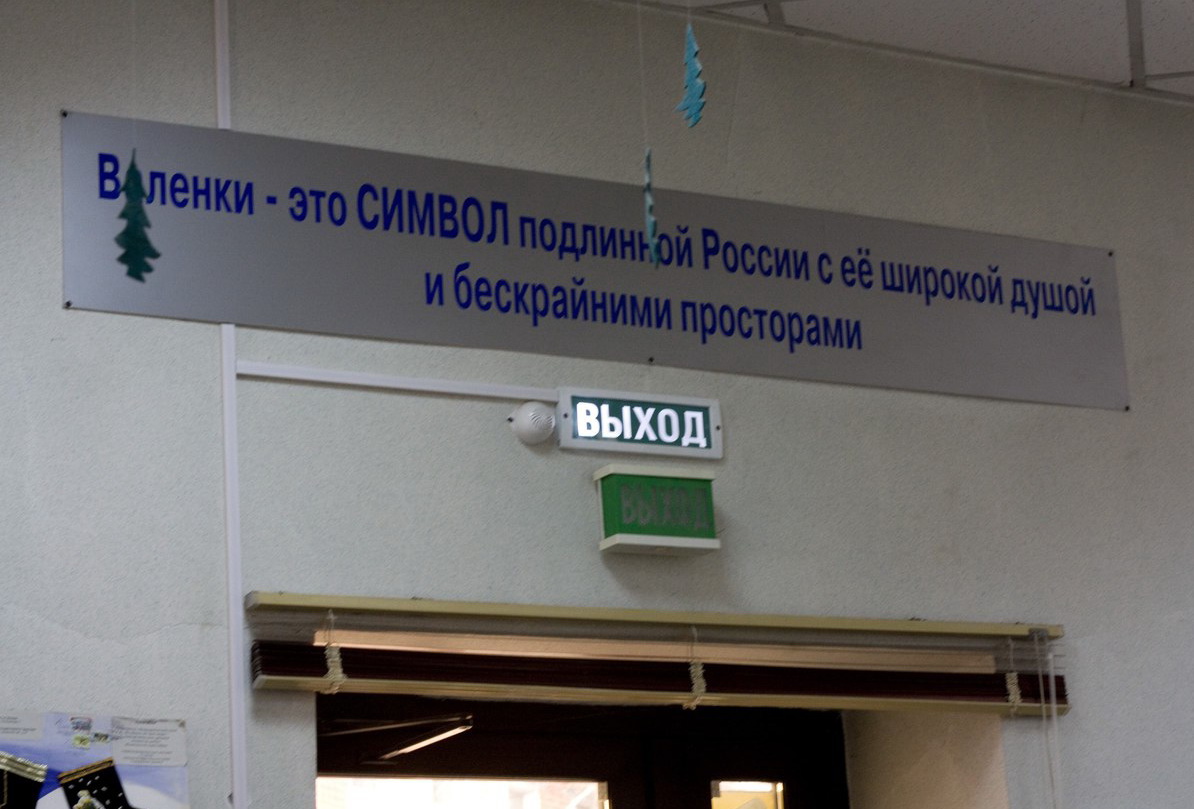 Валенки - это СИМВОЛ подлинной России с её широкой душой
и бескрайними просторами
ВЫХОД
ВЫХОД